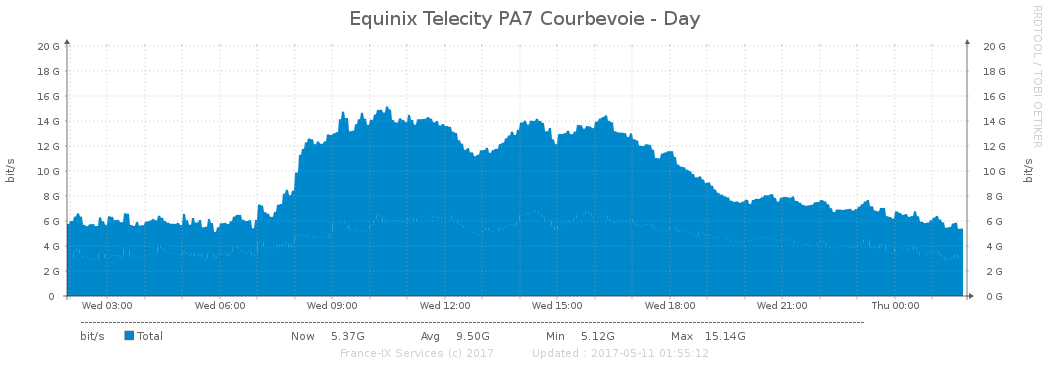 Equinix Telecity PA7 Courbevoie - Day
RRDTOOL / TOBI OETIKER
20 G 20 G
18 G 18 G
16 G 16 G
14 G 14 G
12 G 12 G
10 G 10 G
8 G 8 G
6 G 6 G
4 G 4 G
2 G 2 G
0 0 G
bit/s
bit/s
Wed 03:00 Wed 06:00 Wed 09:00 Wed 12:00 Wed 15:00 Wed 18:00 Wed 21:00 Thu 00:00
bit/s Total Now 5.37G Avg 9.50G Min 5.12G Max 15.14G
France-IX Services (c) 2017 Updated : 2017-05-11 01:55:12